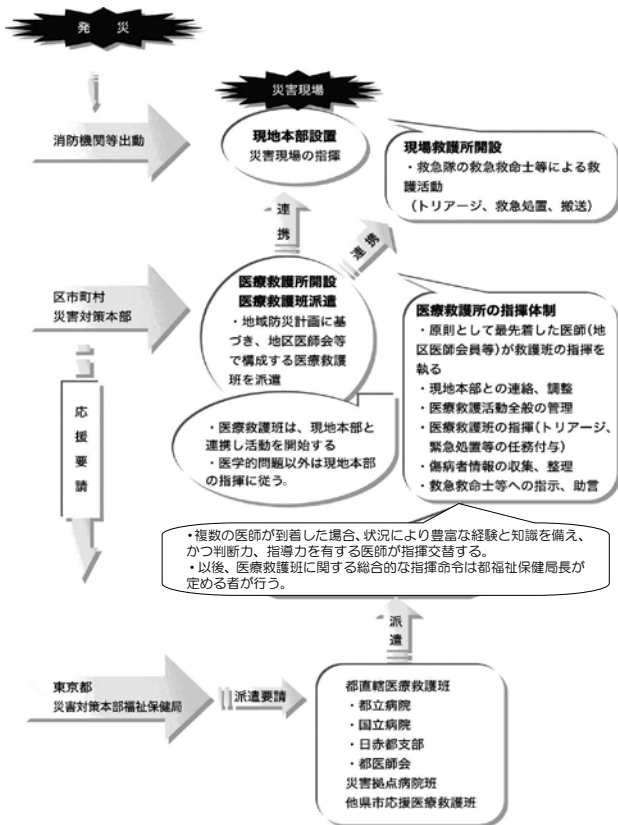 発 災
災害現場
消防機関等出動
現地本部設置
災害現場の指揮
現場救護所開設
・救急隊の救急救命士等による救
護活動
（トリアージ、救急処置、搬送）
連携
連携
区市町村
災害対策本部
医療救護所開設
医療救護班派遣
・地域防災計画に基
づき、地区医師会等
で構成する医療救護
班を派遣
・医療救護班は、現地本部と
連携し活動を開始する
・医学的問題以外は現地本部
の指揮に従う。
医療救護所の指揮体制
・原則として最先着した医師(地
区医師会員等)が救護班の指揮を
執る
・現地本部との連絡、調整
・医療救護活動全般の管理
・医療救護班の指揮(トリアージ、
緊急処置等の任務付与)
・傷病者情報の収集、整理
・救急救命士等への指示、助言
応援要請
・複数の医師が到着した場合、状況により豊富な経験と知識を備え、
かつ判断力、指導力を有する医師が指揮交替する。
・以後、医療救護班に関する総合的な指揮命令は都福祉保健局長が
定める者が行う。
派遣
東京都
災害対策本部福祉保健局
派遣要請
都直轄医療救護班
・都立病院
・国立病院
・日赤都支部
・都医師会
災害拠点病院班
他県市応援医療救護班